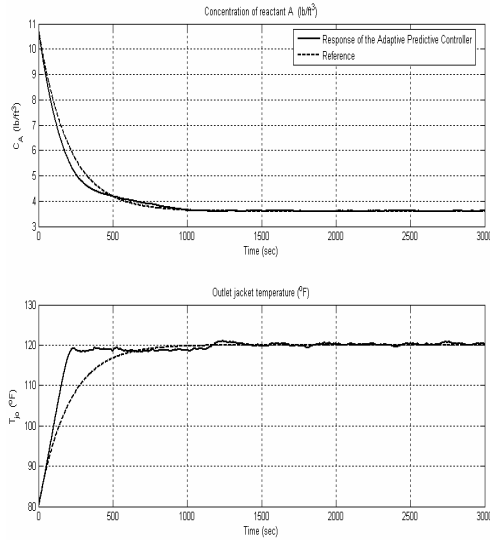 Concentration of reactant A (lb/ft³)
11
10
9
8
7
6
5
4
3
C_A (lb/ft³)
Response of the Adaptive Predictive Controller
Reference
0 500 1000 1500 2000 2500 3000
Time (sec)
Outlet jacket temperature (⁰F)
130
120
110
100
90
80
T_jo (⁰F)
0 500 1000 1500 2000 2500 3000
Time (sec)